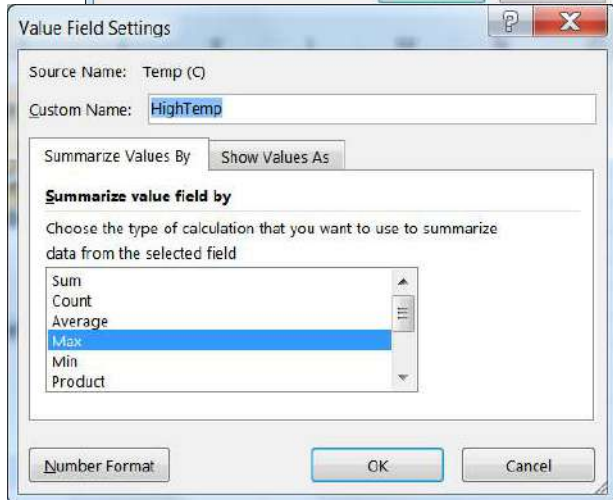 Value Field Settings
Source Name: Temp (C)
Custom Name: HighTemp
Summarize Values By Show Values As
Summarize value field by
Choose the type of calculation that you want to use to summarize
data from the selected field
Sum
Count
Average
Max
Min
Product
Number Format OK Cancel